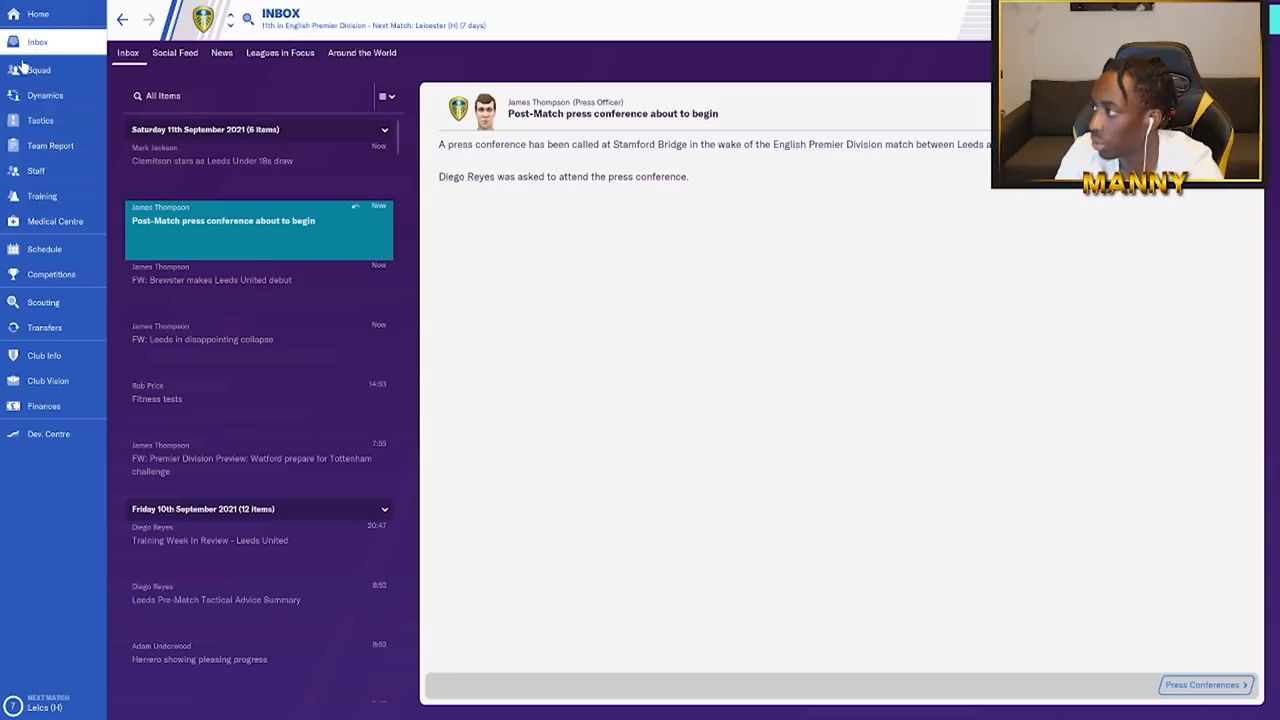 Home
Inbox
Squad
Dynamics
Tactics
Team Report
Staff
Training
Medical Centre
Schedule
Competitions
Scouting
Transfers
Club Info
Club Vision
Finances
Dev. Centre
7
NEXT MATCH
Leics (H)
INBOX
11th in English Premier Division - Next Match: Leicester (H) (7 days)
Inbox Social Feed News Leagues in Focus Around the World
All Items
Saturday 11th September 2021 (6 items)
Mark Jackson Now
Clemitson stars as Leeds Under 18s draw
James Thompson Now
Post-Match press conference about to begin
James Thompson Now
FW: Brewster makes Leeds United debut
James Thompson Now
FW: Leeds in disappointing collapse
Rob Price 14:53
Fitness tests
James Thompson 7:55
FW: Premier Division Preview: Watford prepare for Tottenham
challenge
Friday 10th September 2021 (12 items)
Diego Reyes 20:47
Training Week In Review - Leeds United
Diego Reyes 8:52
Leeds Pre-Match Tactical Advice Summary
Adam Underwood 8:52
Herrero showing pleasing progress
James Thompson (Press Officer)
Post-Match press conference about to begin
A press conference has been called at Stamford Bridge in the wake of the English Premier Division match between Leeds a
Diego Reyes was asked to attend the press conference.
Press Conferences
MANNY